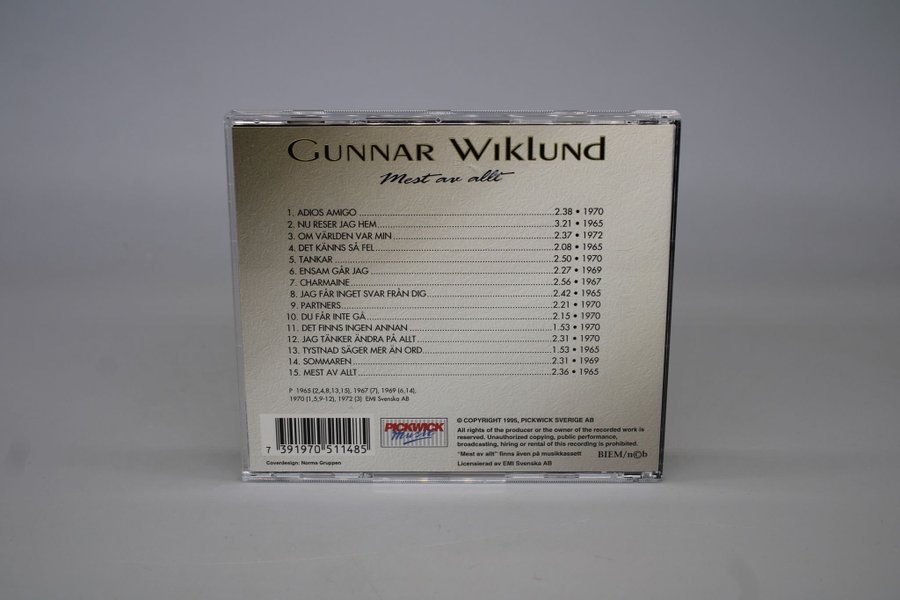 GUNNAR WIKLUND
Mest av allt
1. ADIOS AMIGO 2.38 • 1970
2. NU RESER JAG HEM 3.21 • 1965
3. OM VÄRLDEN VAR MIN 2.37 • 1972
4. DET KÄNNS SÅ FEL 2.08 • 1965
5. TANKAR 2.50 • 1970
6. ENSAM GÅR JAG 2.27 • 1969
7. CHARMAINE 2.56 • 1967
8. JAG FÅR INGET SVAR FRÅN DIG 2.42 • 1965
9. PARTNERS 2.21 • 1970
10. DU FÅR INTE GÅ 2.15 • 1970
11. DET FINNS INGEN ANNAN 1.53 • 1970
12. JAG TÄNKER ÄNDRA PÅ ALLT 2.31 • 1970
13. TYSTNAD SÄGER MER ÄN ORD 1.53 • 1965
14. SOMMAREN 2.31 • 1969
15. MEST AV ALLT 2.36 • 1965
P 1965 (2,4,8,13,15), 1967 (7), 1969 (6,14),
1970 (1,5,9-12), 1972 (3) EMI Svenska AB
7 391970 511485
Coverdesign: Norma Gruppen
PICKWICK
Music
© COPYRIGHT 1995, PICKWICK SVERIGE AB
All rights of the producer or the owner of the recorded work is
reserved. Unauthorized copying, public performance,
broadcasting, hiring or rental of this recording is prohibited.
"Mest av allt" finns även på musikkassett
Licensierad av EMI Svenska AB
BIEM/n©b